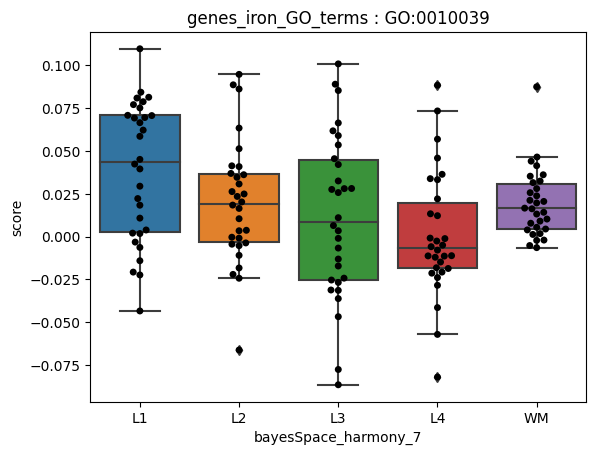 genes_iron_GO_terms : GO:0010039
0.100
0.075
0.050
0.025
0.000
−0.025
−0.050
−0.075
score
L1 L2 L3 L4 WM
bayesSpace_harmony_7